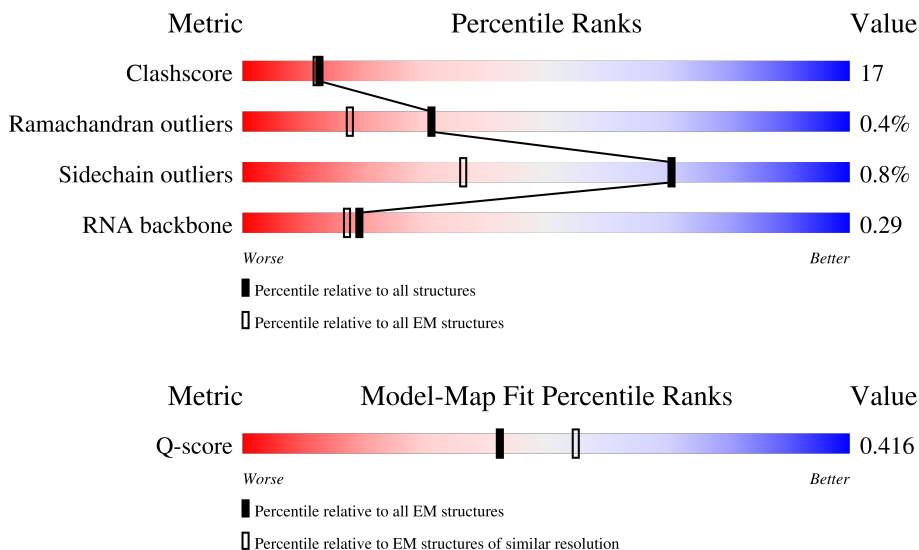 Metric Percentile Ranks Value
Clashscore 17
Ramachandran outliers 0.4%
Sidechain outliers 0.8%
RNA backbone 0.29
Worse Better
Percentile relative to all structures
Percentile relative to all EM structures
Metric Model-Map Fit Percentile Ranks Value
Q-score 0.416
Worse Better
Percentile relative to all EM structures
Percentile relative to EM structures of similar resolution